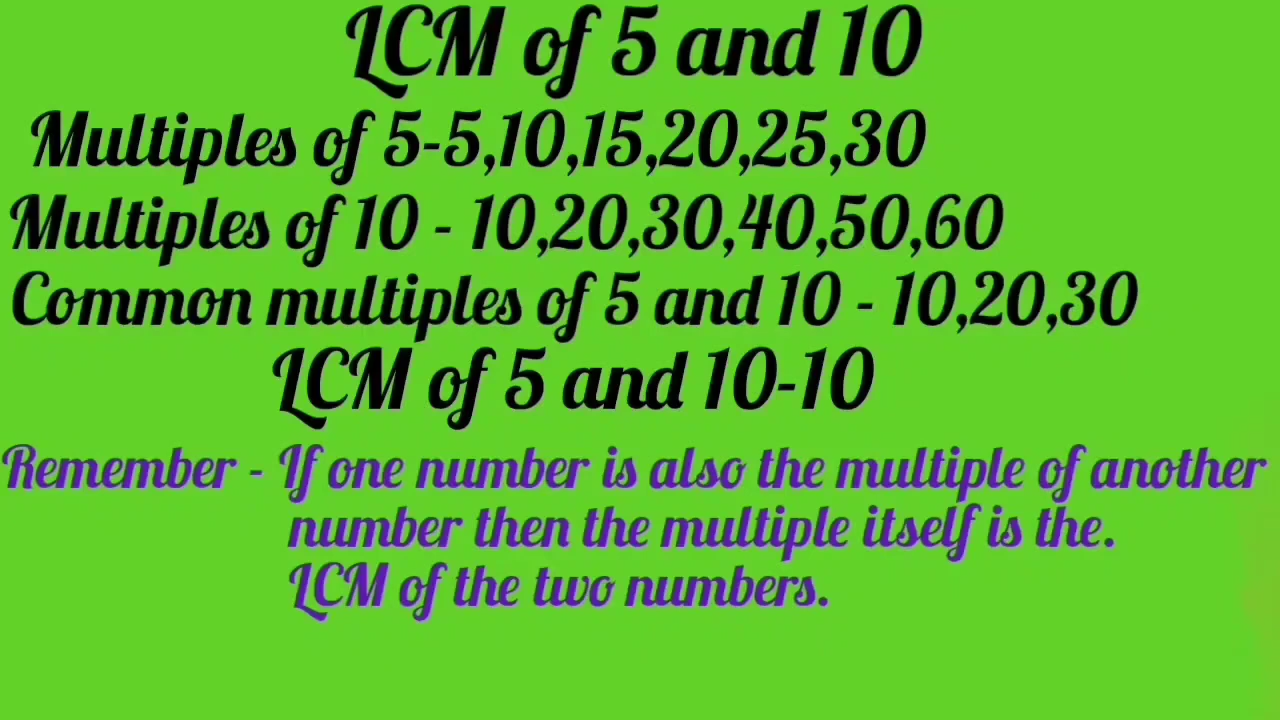 LCM of 5 and 10
Multiples of 5-5,10,15,20,25,30
Multiples of 10 - 10,20,30,40,50,60
Common multiples of 5 and 10 - 10,20,30
LCM of 5 and 10-10
Remember - If one number is also the multiple of another
number then the multiple itself is the.
LCM of the two numbers.